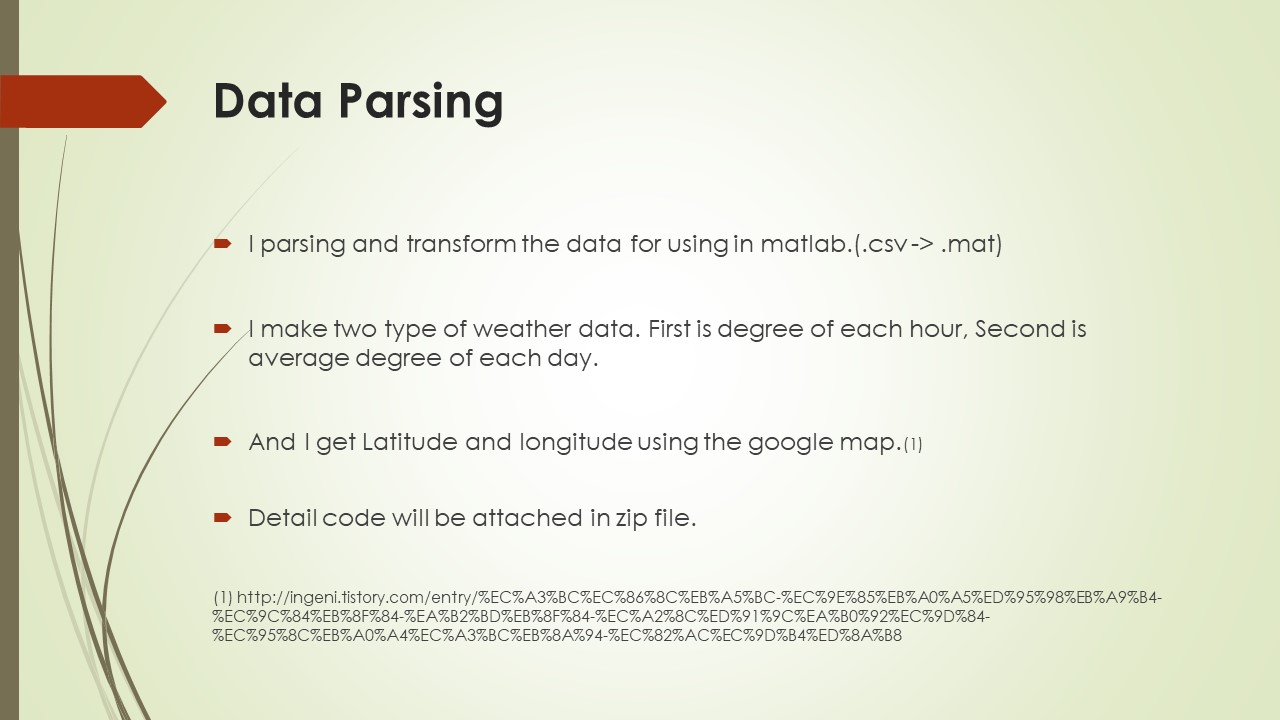 Data Parsing
I parsing and transform the data for using in matlab.(.csv -> .mat)
I make two type of weather data. First is degree of each hour, Second is
average degree of each day.
And I get Latitude and longitude using the google map.(1)
Detail code will be attached in zip file.
(1) http://ingeni.tistory.com/entry/%EC%A3%BC%EC%86%8C%EB%A5%BC-%EC%9E%85%EB%A0%A5%ED%95%98%EB%A9%B4-
%EC%9C%84%EB%8F%84-%EA%B2%BD%EB%8F%84-%EC%A2%8C%ED%91%9C%EA%B0%92%EC%9D%84-
%EC%95%8C%EB%A0%A4%EC%A3%BC%EB%8A%94-%EC%82%AC%EC%9D%B4%ED%8A%B8